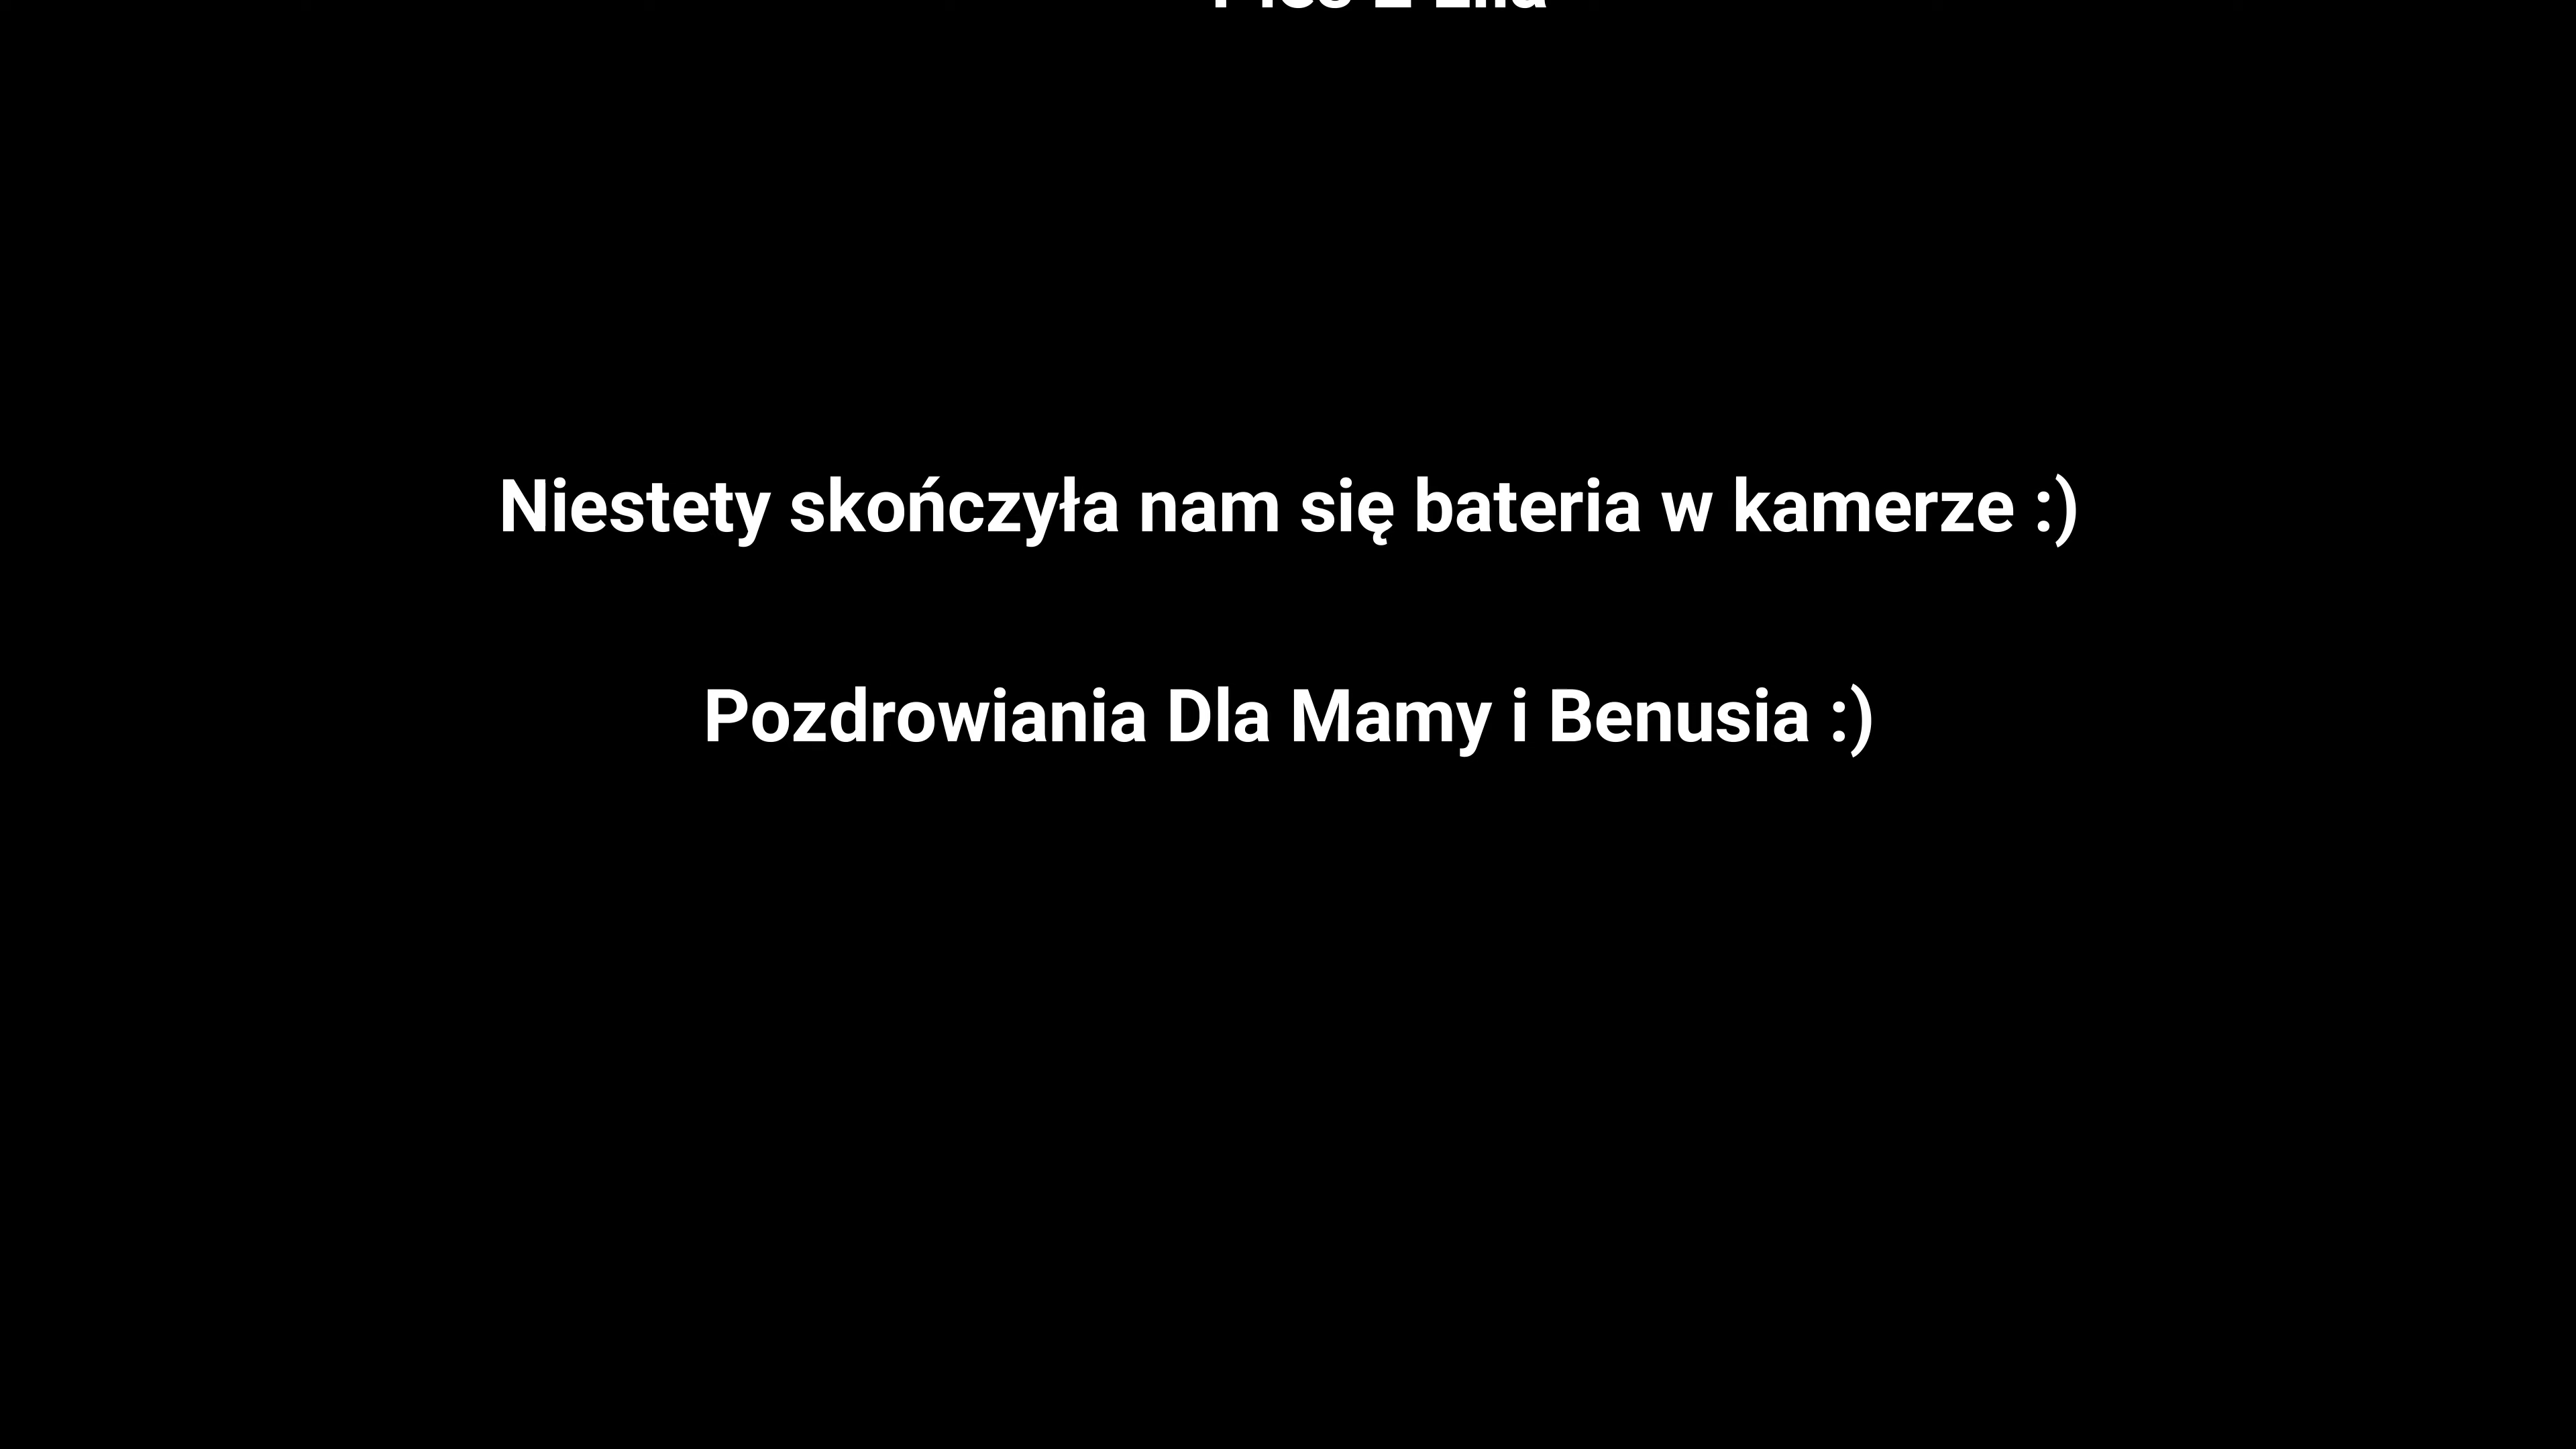 Niestety skończyła nam się bateria w kamerze :)
Pozdrowiania Dla Mamy i Benusia :)